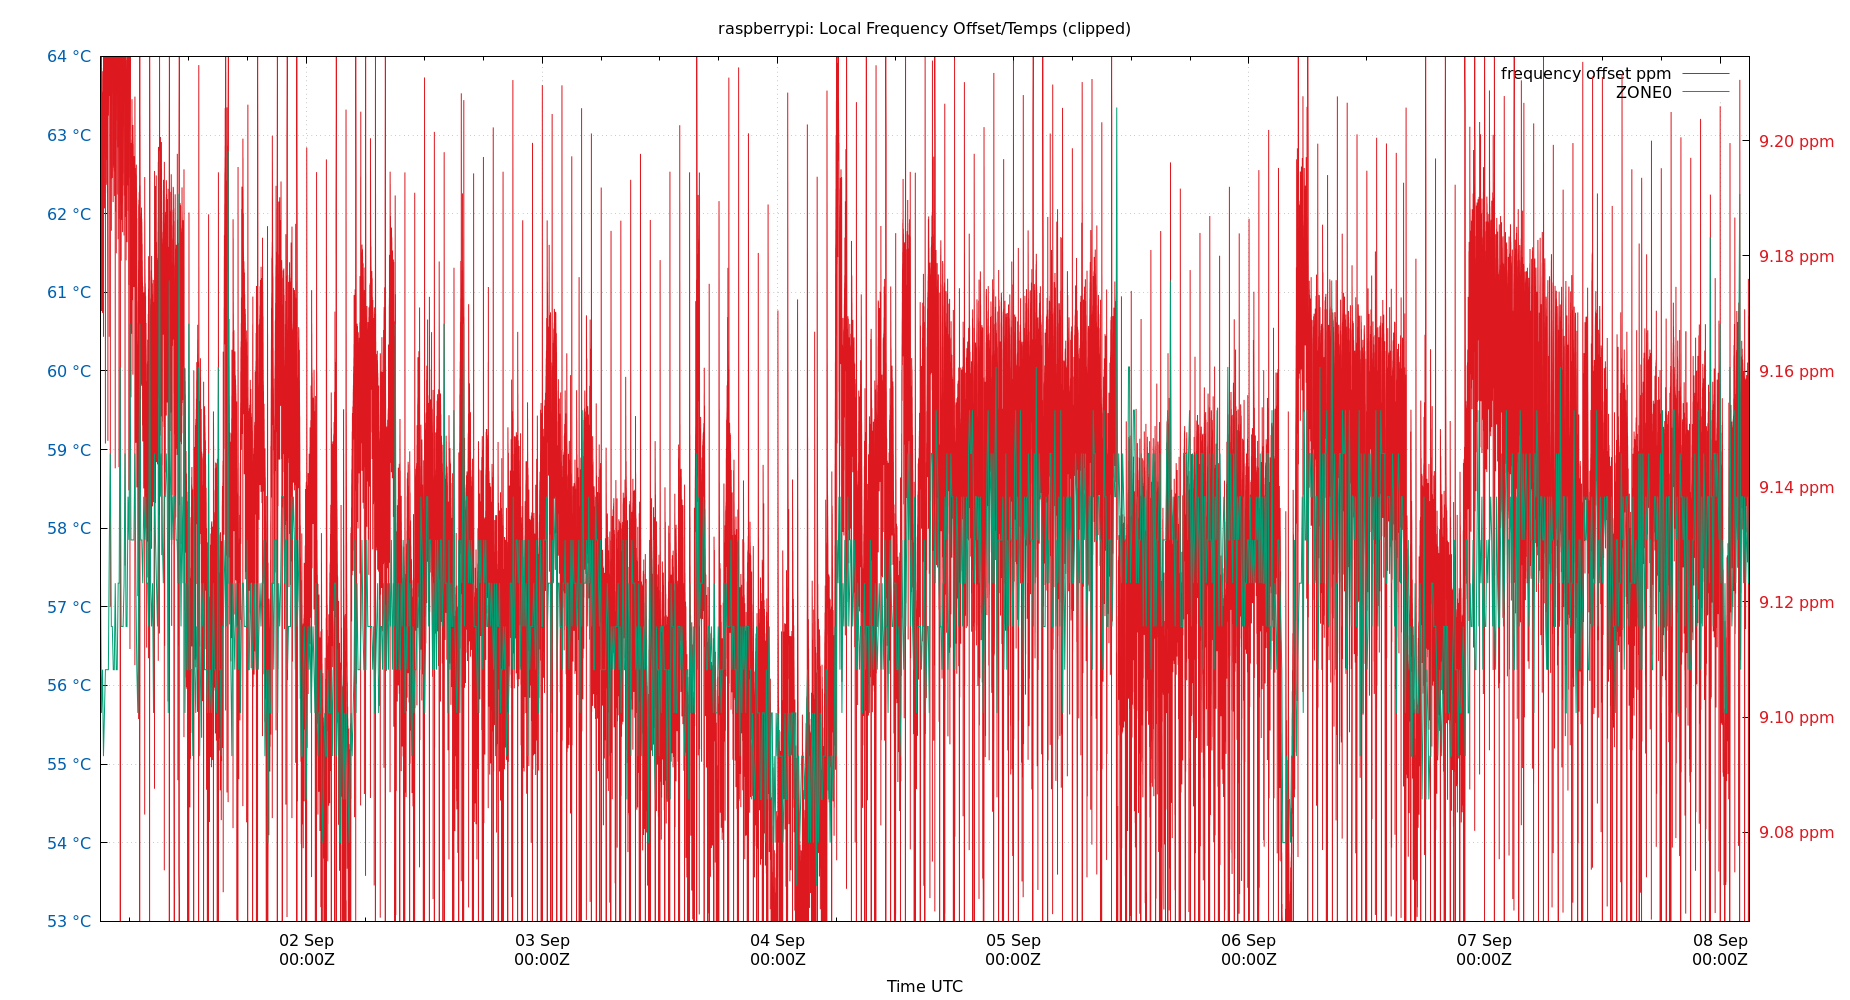 raspberrypi: Local Frequency Offset/Temps (clipped)
64 °C
63 °C
62 °C
61 °C
60 °C
59 °C
58 °C
57 °C
56 °C
55 °C
54 °C
53 °C
frequency offset ppm
ZONE0
9.20 ppm
9.18 ppm
9.16 ppm
9.14 ppm
9.12 ppm
9.10 ppm
9.08 ppm
02 Sep
00:00Z
03 Sep
00:00Z
04 Sep
00:00Z
05 Sep
00:00Z
06 Sep
00:00Z
07 Sep
00:00Z
08 Sep
00:00Z
Time UTC